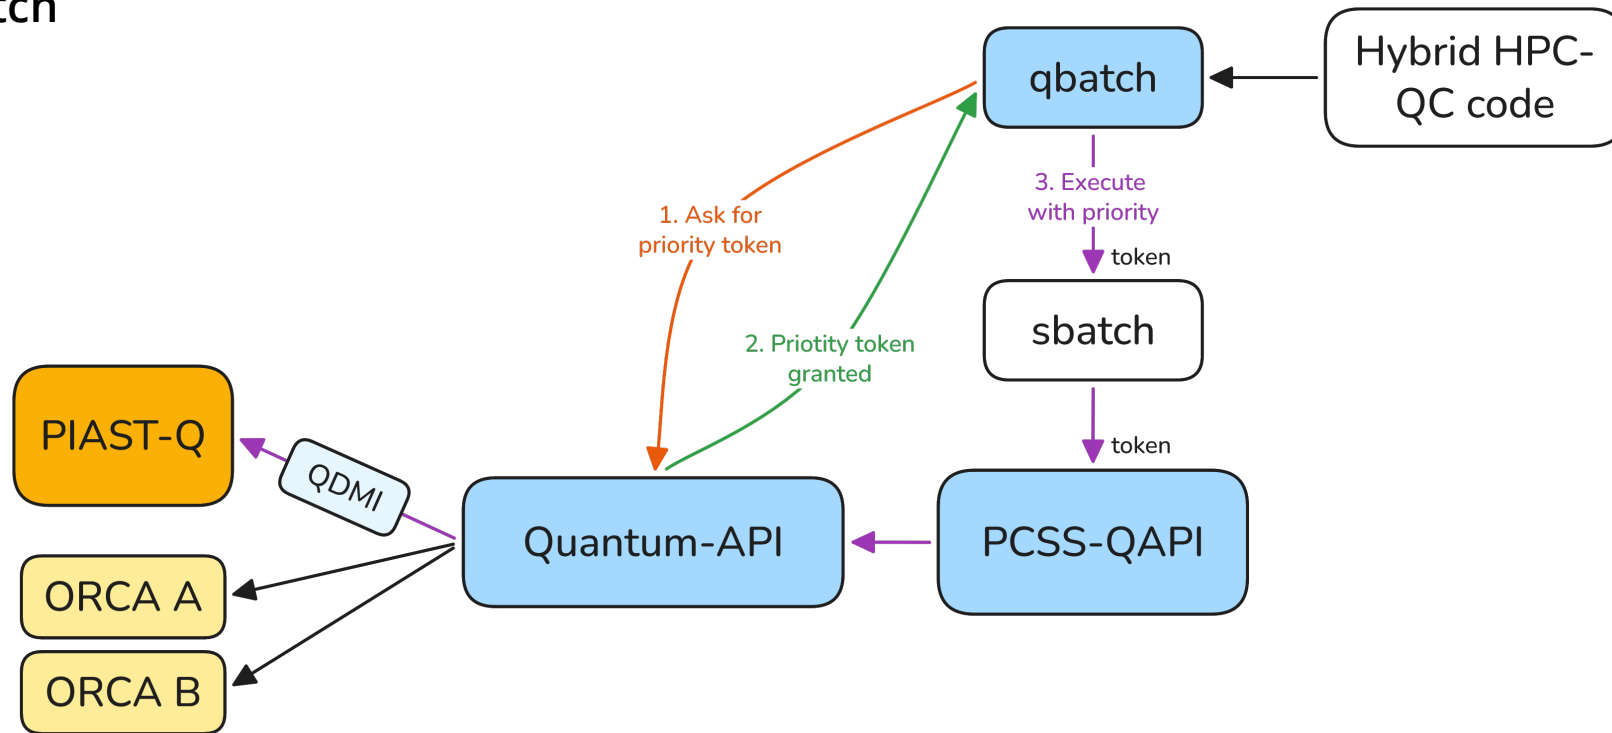 qbatch
Hybrid HPC-
QC code
1. Ask for
priority token
3. Execute
with priority
token
2. Priotity token
granted
sbatch
token
PIAST-Q
QDMI
Quantum-API
PCSS-QAPI
ORCA A
ORCA B